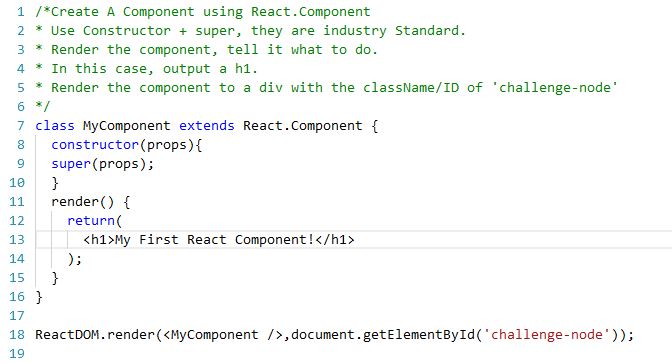 1 /*Create A Component using React.Component
2 * Use Constructor + super, they are industry Standard.
3 * Render the component, tell it what to do.
4 * In this case, output a h1.
5 * Render the component to a div with the className/ID of 'challenge-node'
6 */
7 class MyComponent extends React.Component {
8   constructor(props){
9   super(props);
10   }
11   render() {
12     return(
13       <h1>My First React Component!</h1>
14     );
15   }
16 }
17
18 ReactDOM.render(<MyComponent />,document.getElementById('challenge-node'));
19